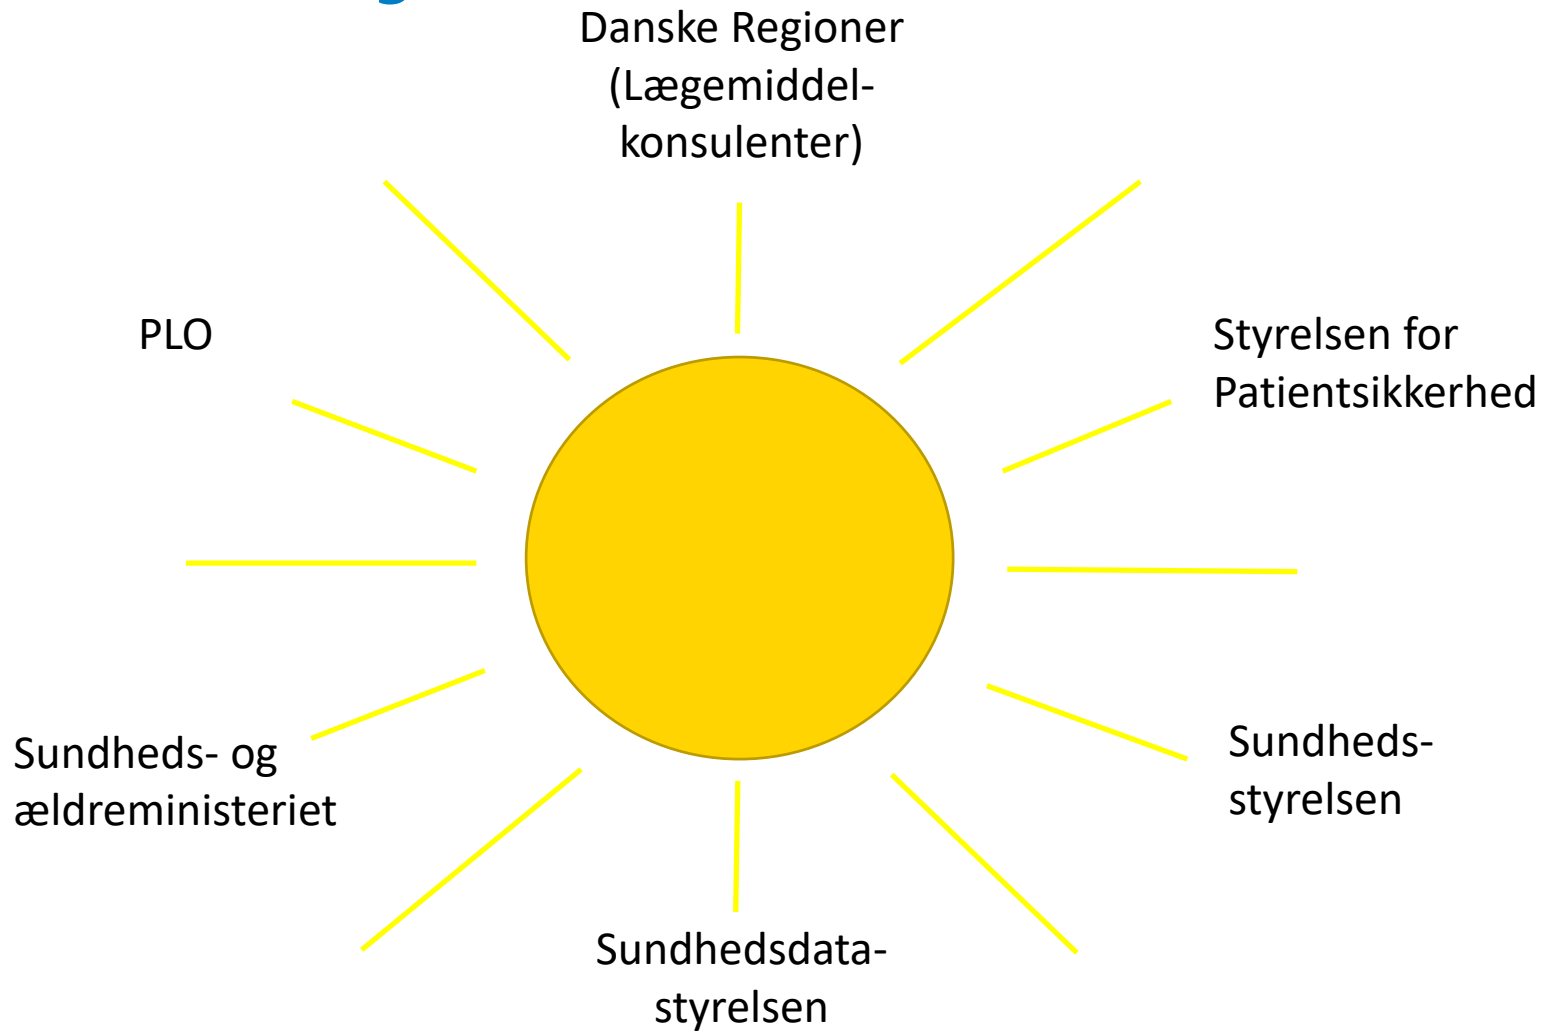 Danske Regioner
(Lægemiddel-
konsulenter)
PLO
Styrelsen for
Patientsikkerhed
Sundheds- og
ældreministeriet
Sundheds-
styrelsen
Sundhedsdata-
styrelsen